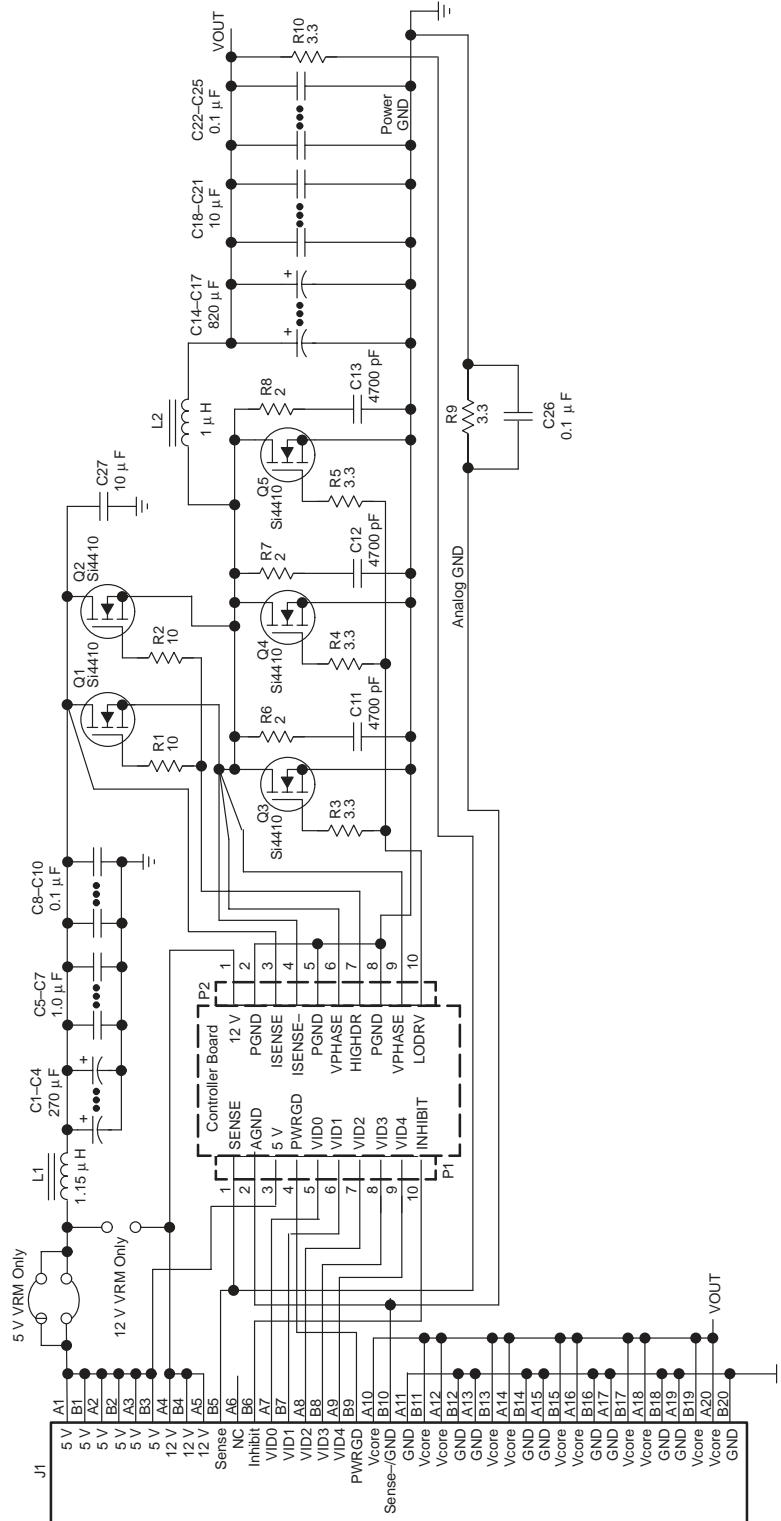 J1
5 V A1
5 V B1
5 V A2
5 V B2
5 V A3
5 V B3
12 V A4
12 V B4
12 V A5
Sense B5
NC A6
Inhibit B6
VID0 A7
VID1 B7
VID2 A8
VID3 B8
VID4 A9
PWRGD B9
Vcore A10
Sense–/GND B10
GND A11
Vcore B11
Vcore A12
GND B12
GND A13
Vcore B13
Vcore A14
GND B14
GND A15
Vcore B15
Vcore A16
GND B16
GND A17
Vcore B17
Vcore A18
GND B18
GND A19
Vcore B19
Vcore A20
GND B20
VOUT
5 V VRM Only
12 V VRM Only
L1
1.15 µH
C1–C4
270 µF
+
+
C5–C7
1.0 µF
C8–C10
0.1 µF
Controller Board
P1
1 SENSE
2 AGND
3 5 V
4 PWRGD
5 VID0
6 VID1
7 VID2
8 VID3
9 VID4
10 INHIBIT
P2
12 V 1
PGND 2
ISENSE 3
ISENSE– 4
PGND 5
VPHASE 6
HIGHDR 7
PGND 8
VPHASE 9
LODRV 10
Q1
Si4410
R1
10
Q2
Si4410
R2
10
C27
10 µF
Q3
Si4410
R3
3.3
R6
2
C11
4700 pF
Q4
Si4410
R4
3.3
R7
2
C12
4700 pF
Q5
Si4410
R5
3.3
R8
2
C13
4700 pF
L2
1 µH
C14–C17
820 µF
+
+
C18–C21
10 µF
C22–C25
0.1 µF
VOUT
R10
3.3
Power
GND
Analog GND
R9
3.3
C26
0.1 µF